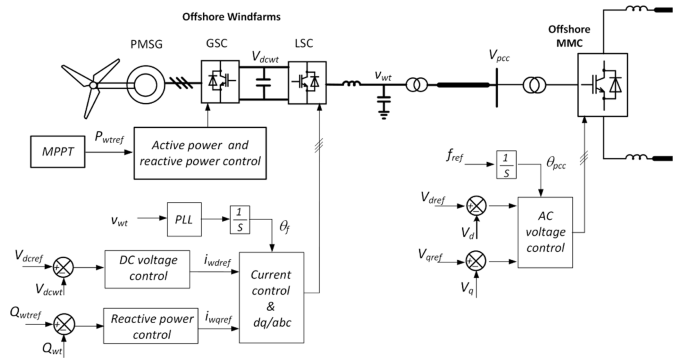 Offshore Windfarms
Offshore
MMC
PMSG
GSC
V_dcwt
LSC
v_wt
V_pcc
MPPT
P_wtref
Active power and
reactive power control
f_ref
1
S
θ_pcc
v_wt
PLL
1
S
θ_f
V_dref
V_d
AC
voltage
control
V_qref
V_q
V_dcref
V_dcwt
DC voltage
control
i_wdref
Current
control
&
dq/abc
Q_wtref
Q_wt
Reactive power
control
i_wqref